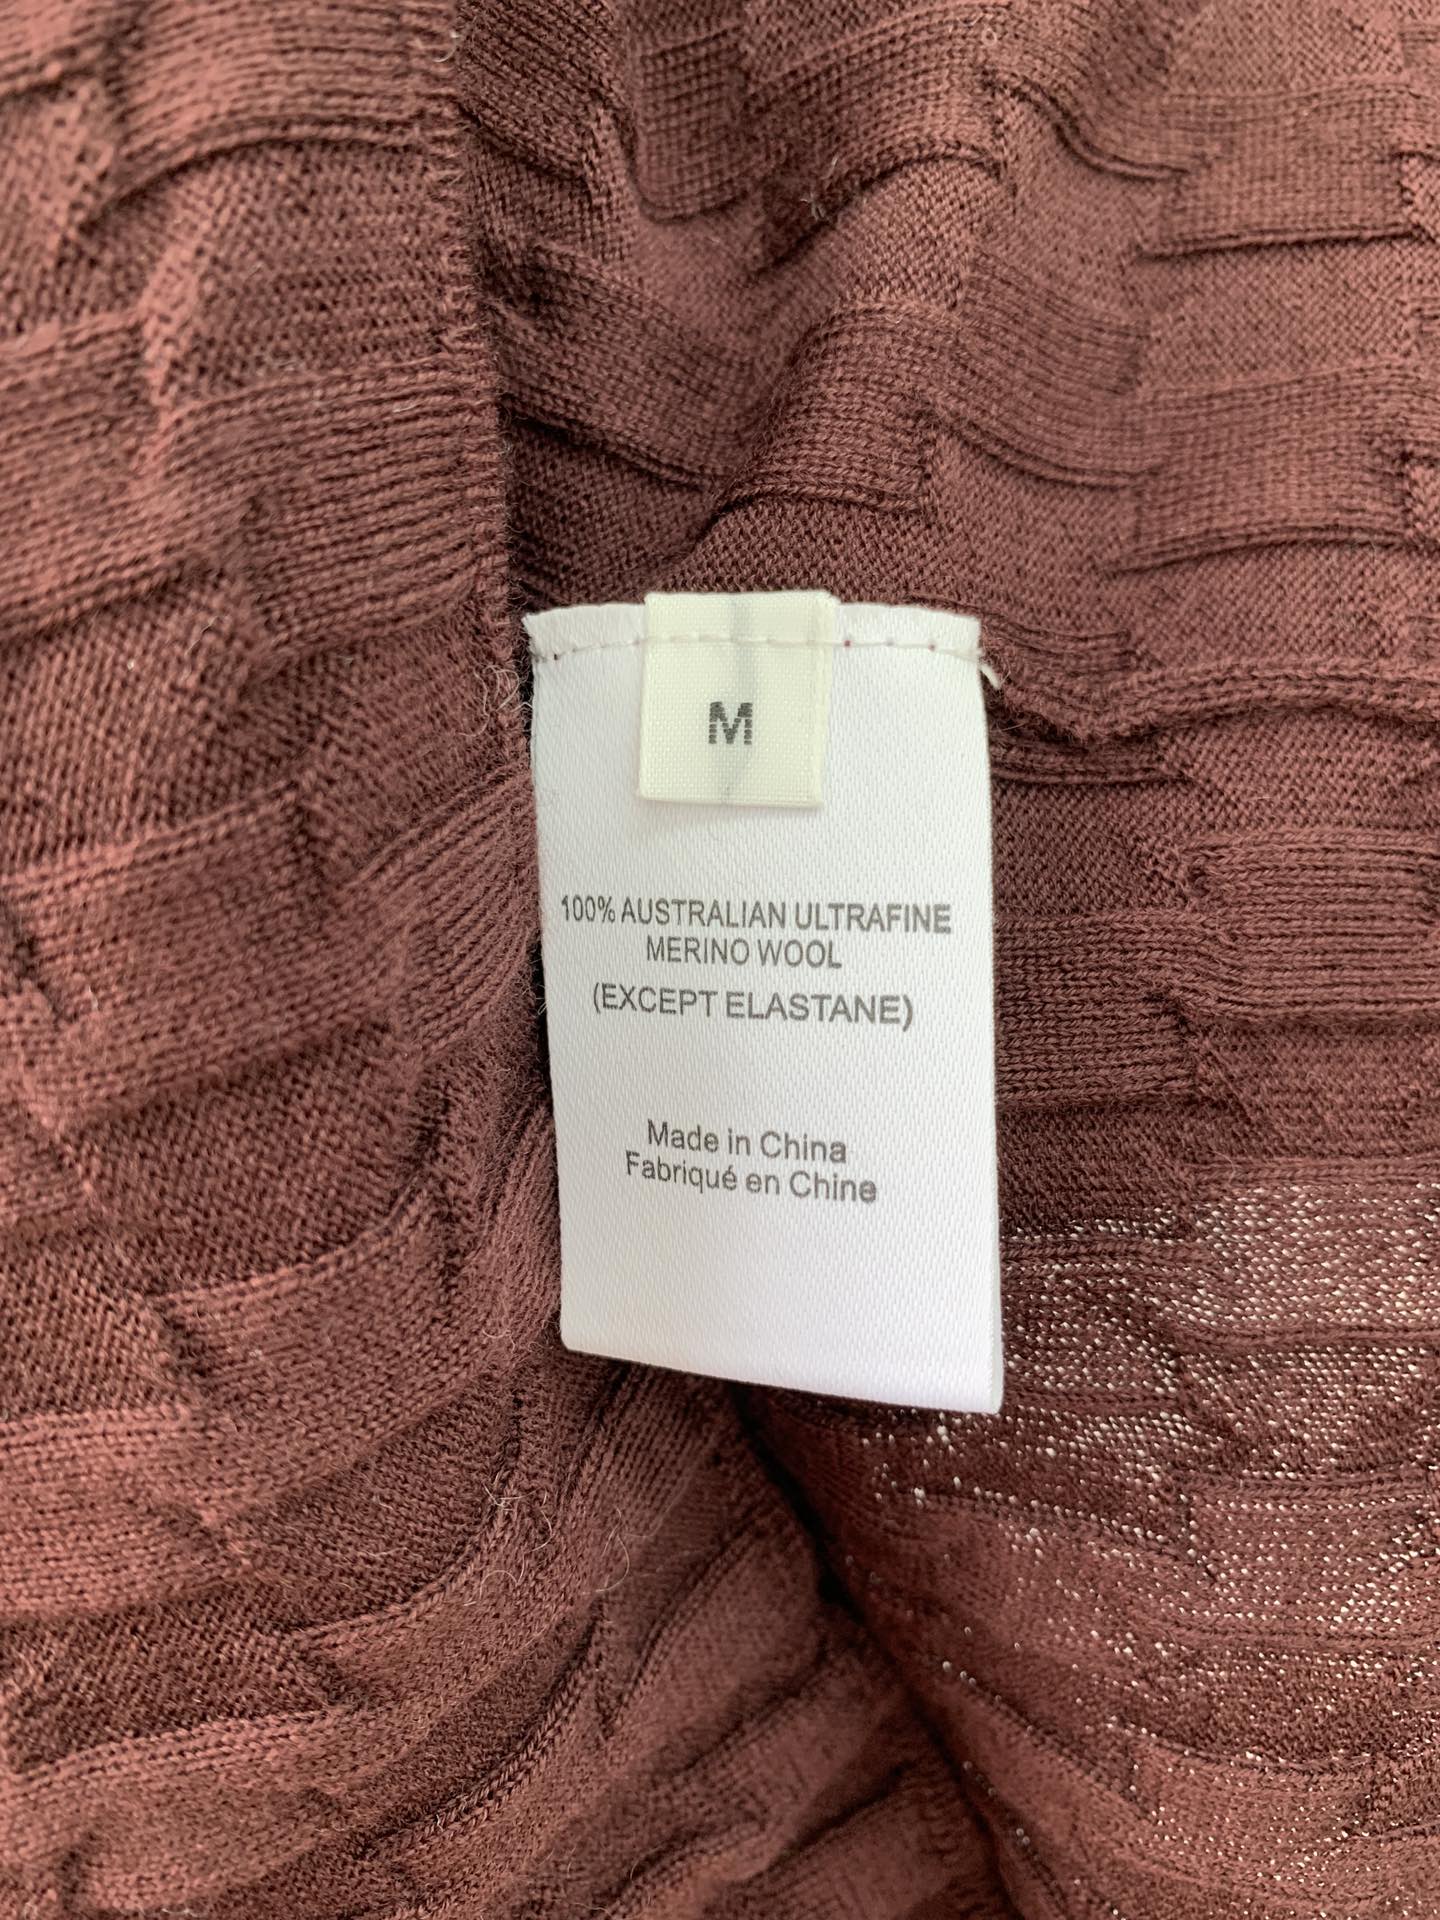 M
100% AUSTRALIAN ULTRAFINE
MERINO WOOL
(EXCEPT ELASTANE)
Made in China
Fabriqué en Chine